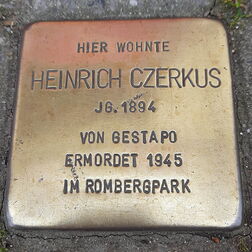 HIER WOHNTE
HEINRICH CZERKUS
JG. 1894
VON GESTAPO
ERMORDET 1945
IM ROMBERGPARK